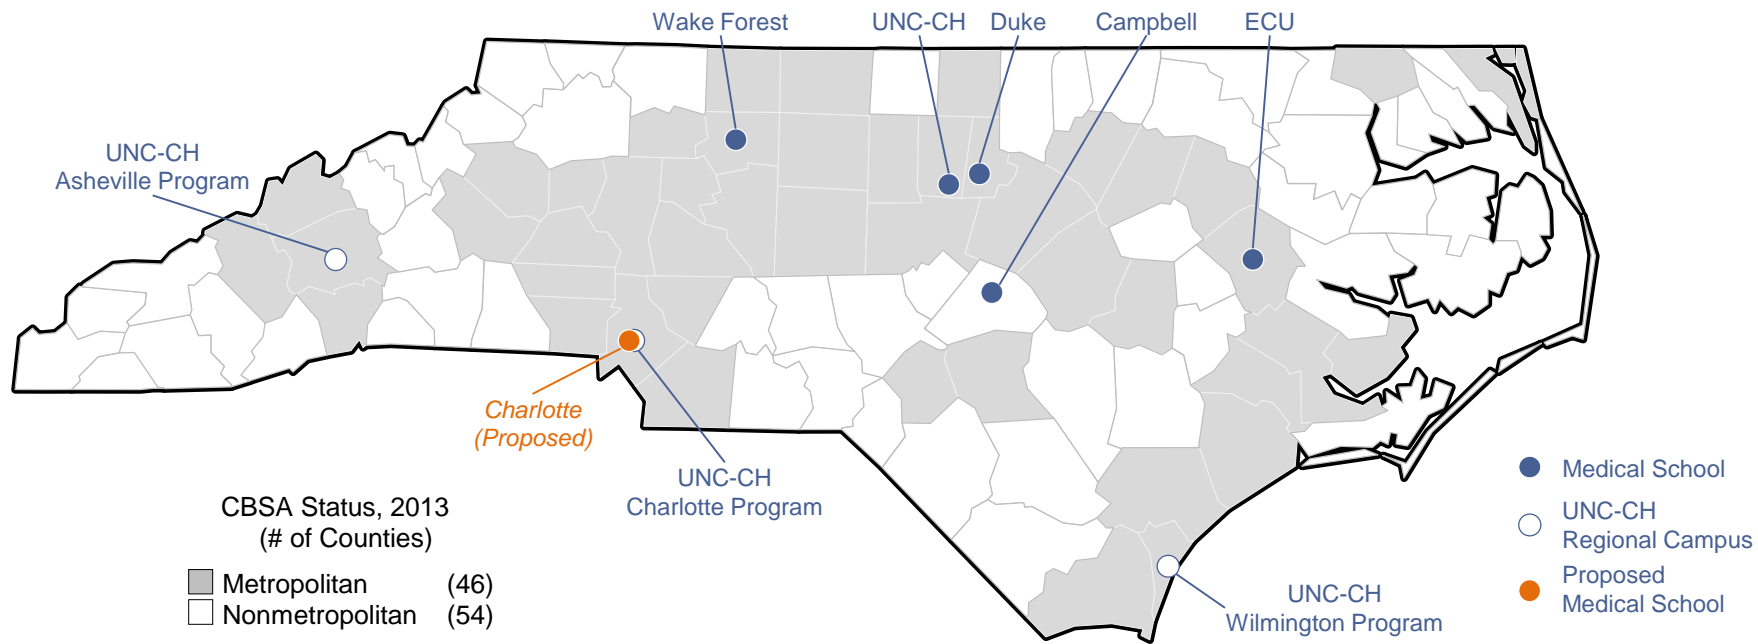 Wake Forest
UNC-CH
Duke
Campbell
ECU
UNC-CH
Asheville Program
Charlotte
(Proposed)
UNC-CH
Charlotte Program
UNC-CH
Wilmington Program
CBSA Status, 2013
(# of Counties)
Metropolitan (46)
Nonmetropolitan (54)
Medical School
UNC-CH
Regional Campus
Proposed
Medical School